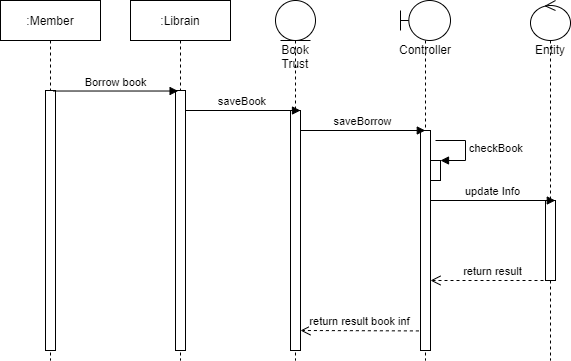 :Member
:Librain
Book
Trust
Controller
Entity
Borrow book
saveBook
saveBorrow
checkBook
update Info
return result
return result book inf